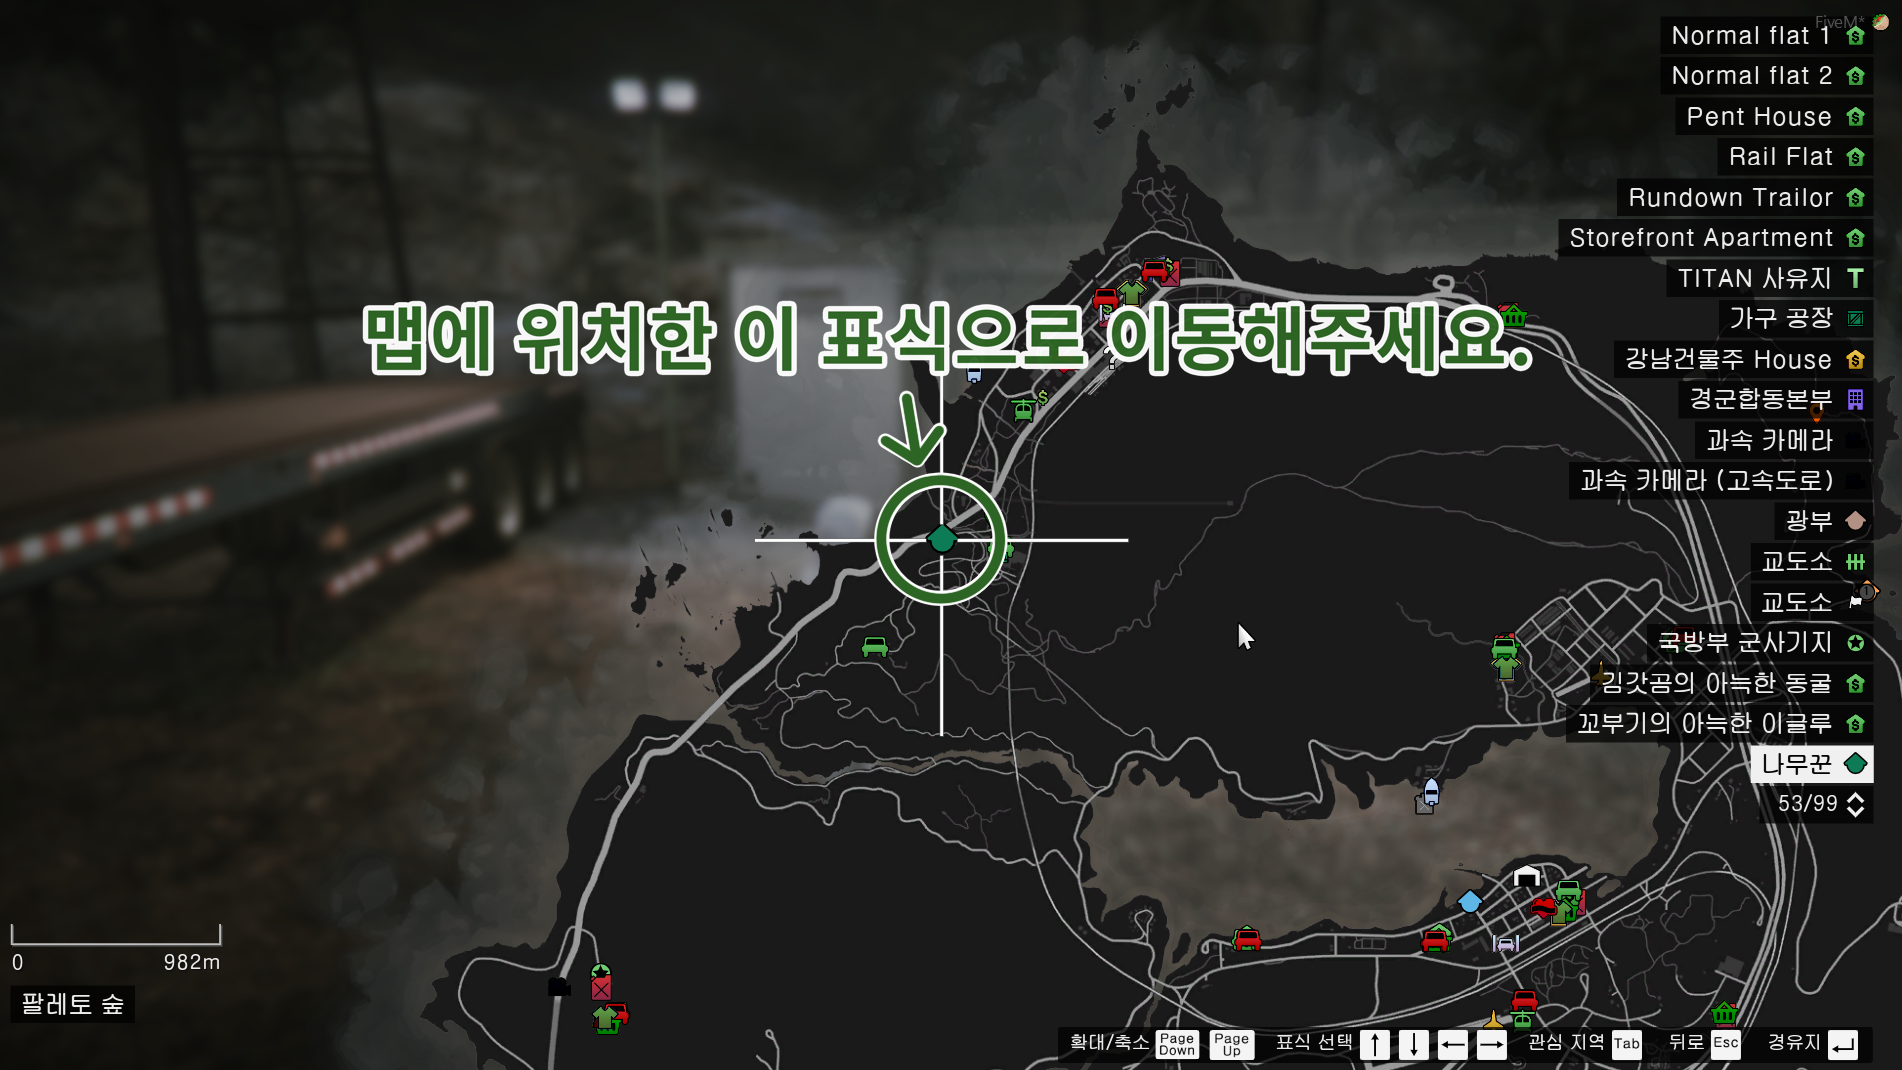 FiveM*
Normal flat 1
Normal flat 2
Pent House
Rail Flat
Rundown Trailor
Storefront Apartment
TITAN 사유지
가구 공장
맵에 위치한 이 표식으로 이동해주세요.
강남건물주 House
경군합동본부
과속 카메라
과속 카메라 (고속도로)
광부
교도소
교도소
국방부 군사기지
김갓곰의 아늑한 동굴
꼬부기의 아늑한 이글루
나무꾼
53/99
0 982m
팔레토 숲
확대/축소 Page Down Page Up 표식 선택 ↑ ↓ ← → 관심 지역 Tab 뒤로 Esc 경유지